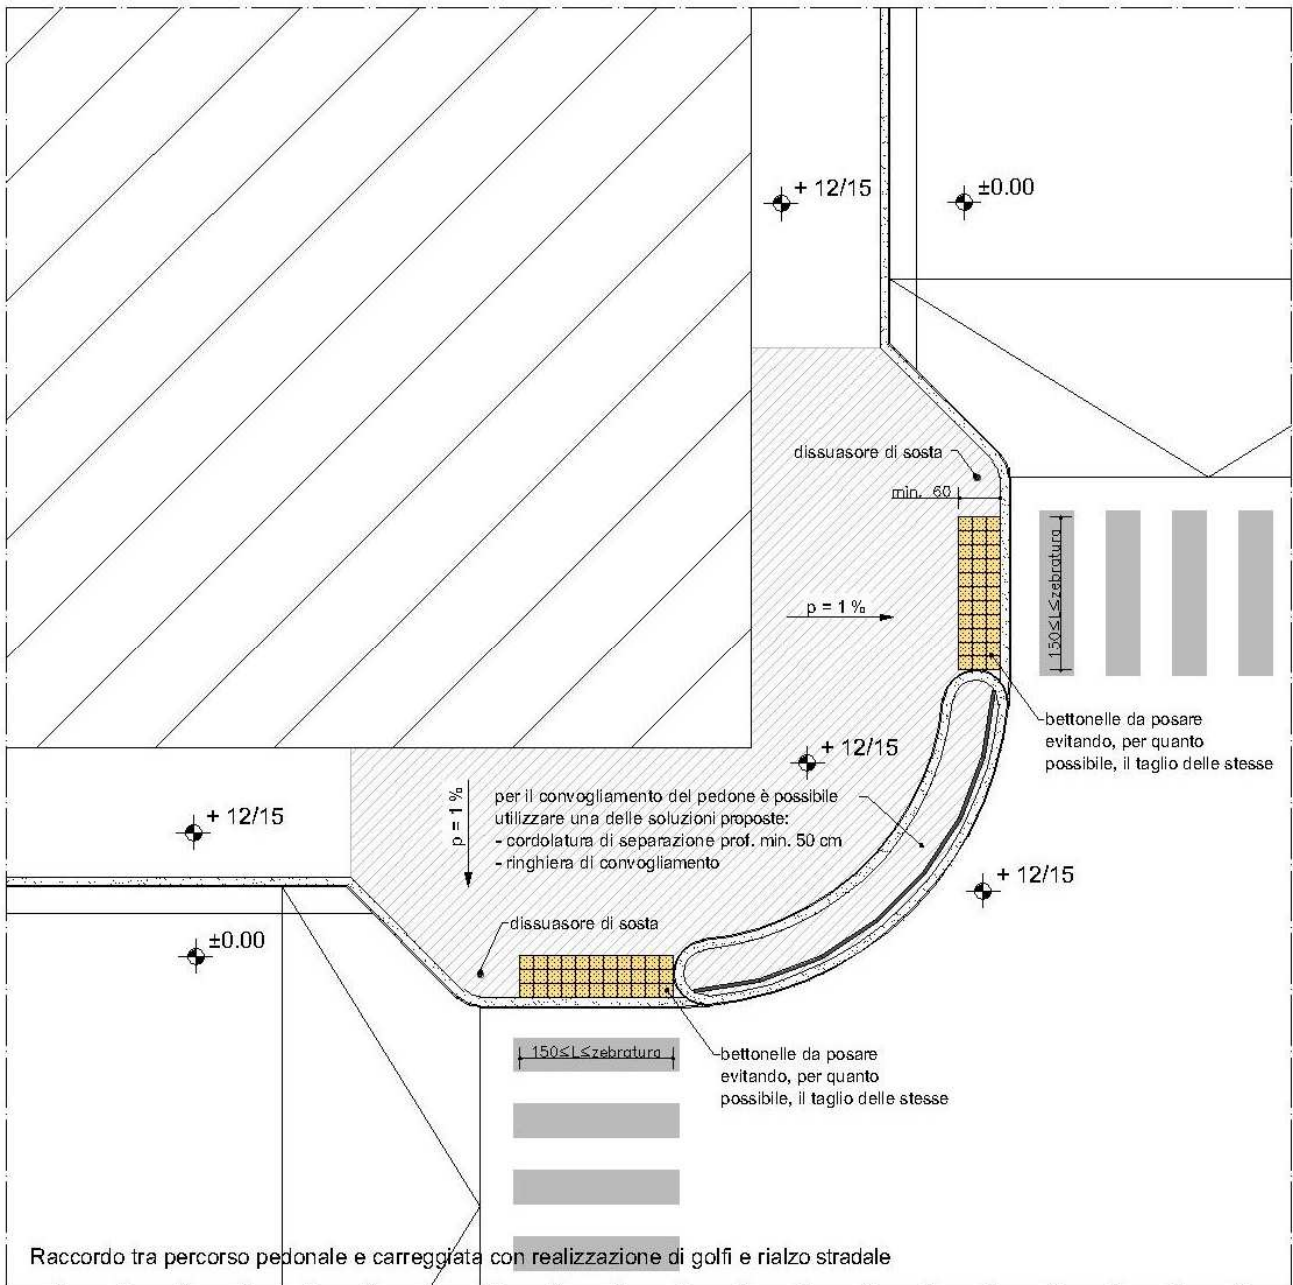 + 12/15
±0.00
dissuasore di sosta
min. 60
150≤L≤zebratura
p = 1 %
bettonelle da posare
evitando, per quanto
possibile, il taglio delle stesse
+ 12/15
p = 1 %
per il convogliamento del pedone è possibile
utilizzare una delle soluzioni proposte:
- cordolatura di separazione prof. min. 50 cm
- ringhiera di convogliamento
+ 12/15
+ 12/15
dissuasore di sosta
±0.00
150≤L≤zebratura
bettonelle da posare
evitando, per quanto
possibile, il taglio delle stesse
Raccordo tra percorso pedonale e carreggiata con realizzazione di golfi e rialzo stradale